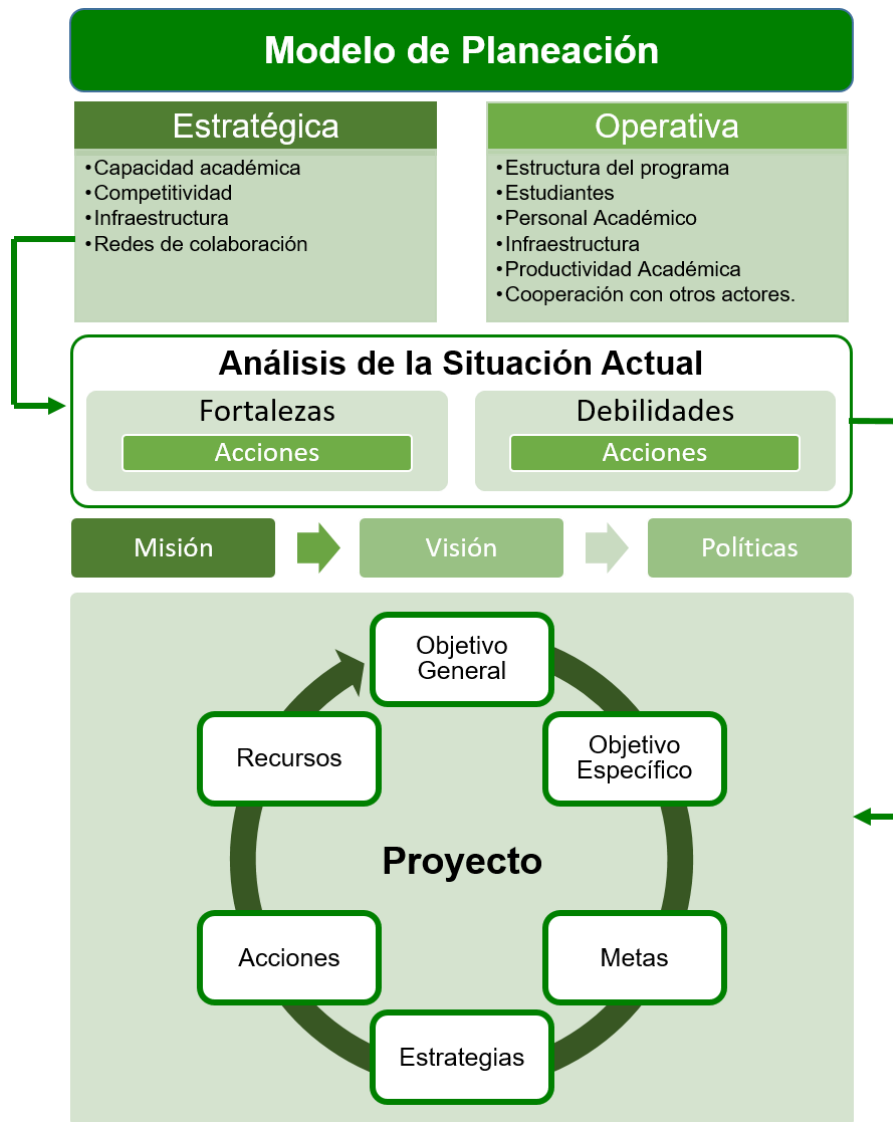 Modelo de Planeación
Estratégica
•Capacidad académica
•Competitividad
•Infraestructura
•Redes de colaboración
Operativa
•Estructura del programa
•Estudiantes
•Personal Académico
•Infraestructura
•Productividad Académica
•Cooperación con otros actores.
Análisis de la Situación Actual
Fortalezas
Acciones
Debilidades
Acciones
Misión
Visión
Políticas
Objetivo
General
Objetivo
Específico
Metas
Estrategias
Acciones
Recursos
Proyecto